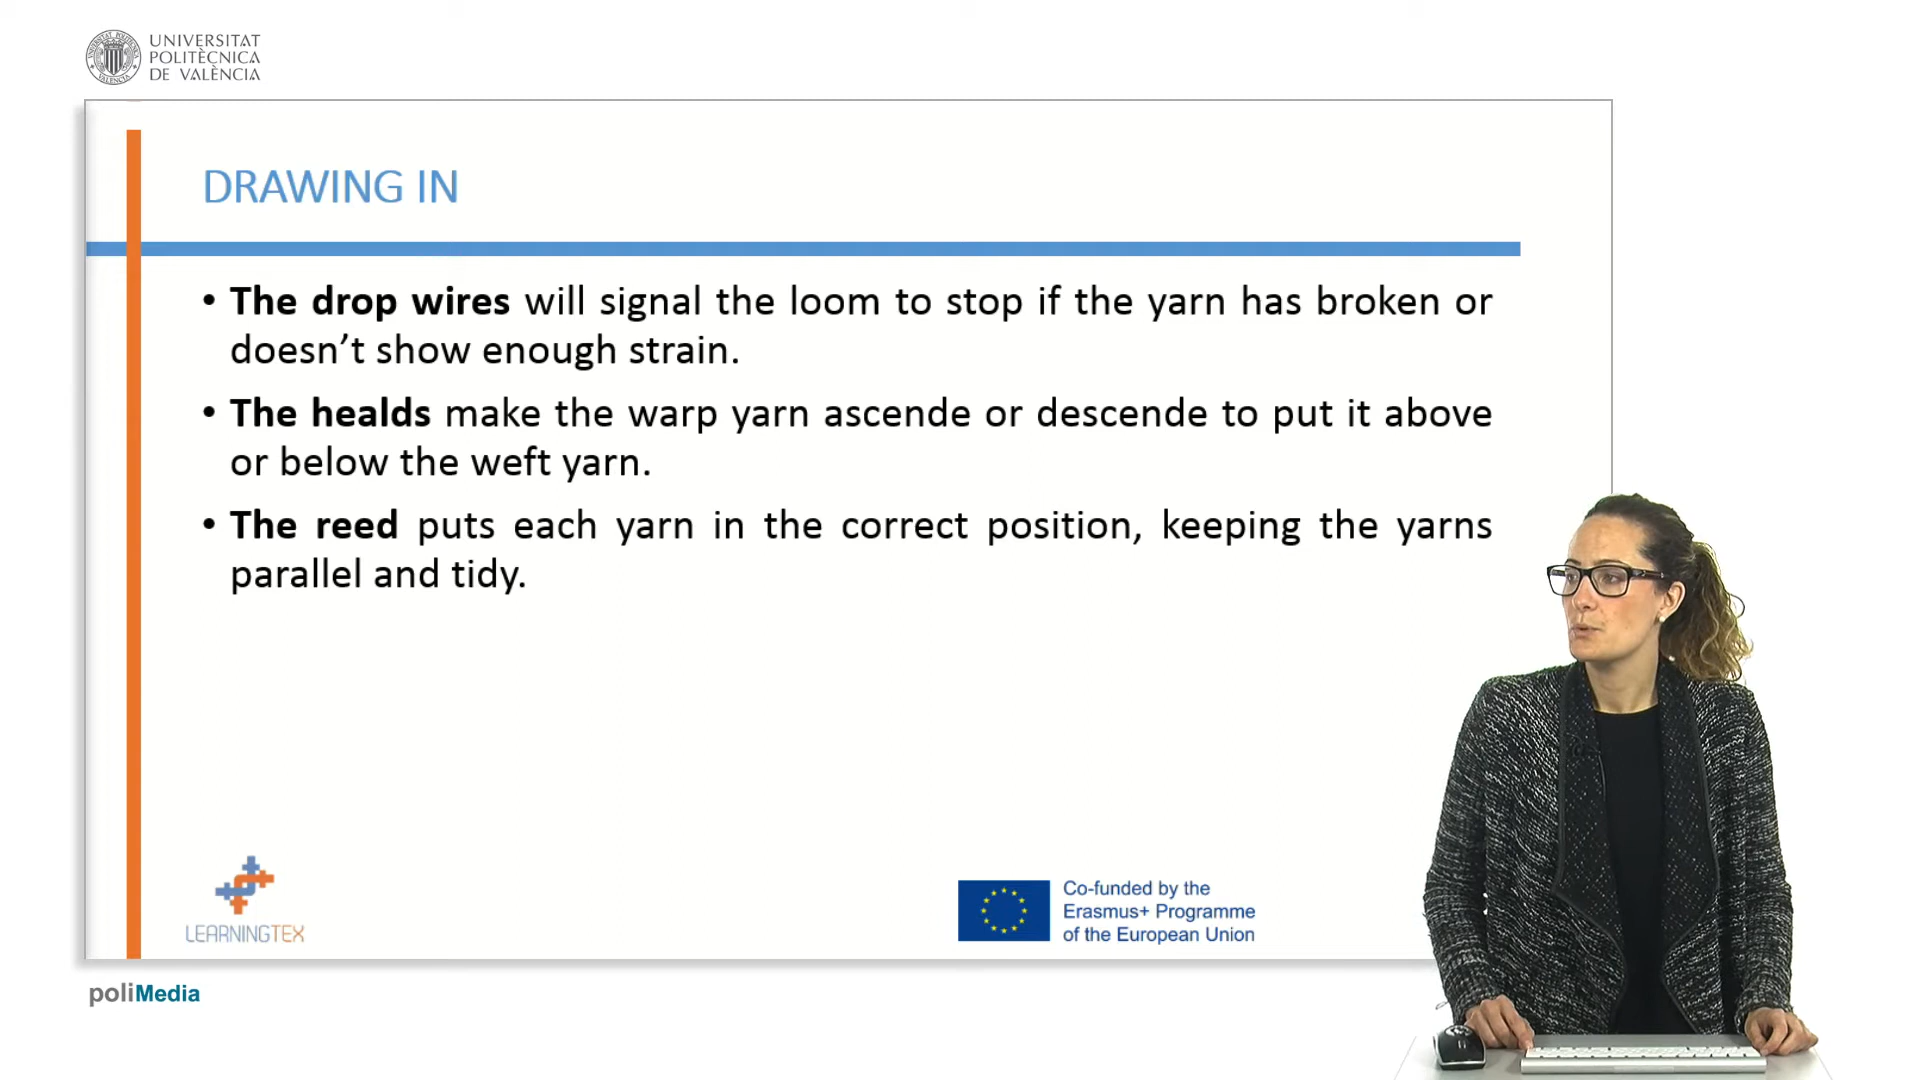 UNIVERSITAT
POLITÈCNICA
DE VALÈNCIA
DRAWING IN
• The drop wires will signal the loom to stop if the yarn has broken or
doesn’t show enough strain.
• The healds make the warp yarn ascende or descende to put it above
or below the weft yarn.
• The reed puts each yarn in the correct position, keeping the yarns
parallel and tidy.
LEARNINGTEX
Co-funded by the
Erasmus+ Programme
of the European Union
poliMedia